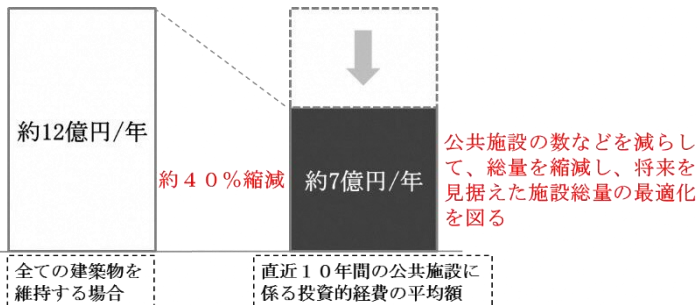 約12億円/年
約４０％縮減
約7億円/年
公共施設の数などを減らし
て、総量を縮減し、将来を
見据えた施設総量の最適化
を図る
全ての建築物を
維持する場合
直近１０年間の公共施設に
係る投資的経費の平均額